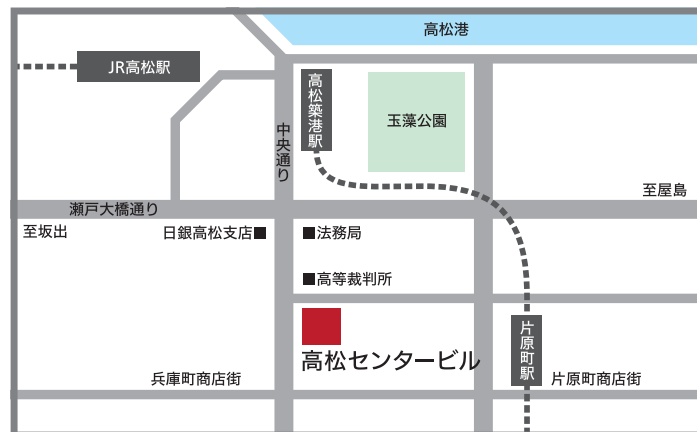 高松港
JR高松駅
高松築港駅
玉藻公園
中央通り
至屋島
瀬戸大橋通り
至坂出
日銀高松支店■
■法務局
■高等裁判所
高松センタービル
片原町駅
兵庫町商店街
片原町商店街